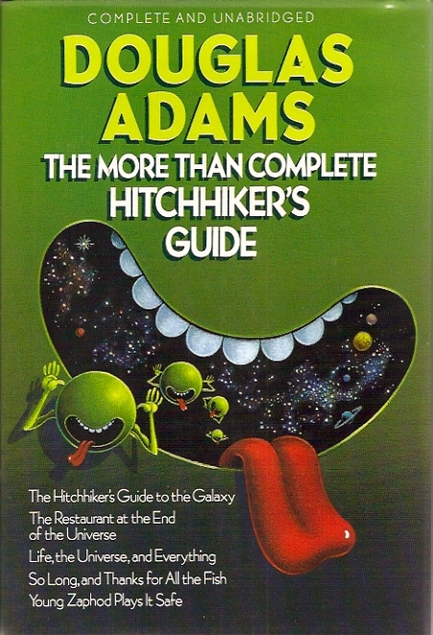 COMPLETE AND UNABRIDGED
DOUGLAS
ADAMS
THE MORE THAN COMPLETE
HITCHHIKER'S
GUIDE
The Hitchhiker's Guide to the Galaxy
The Restaurant at the End
of the Universe
Life, the Universe, and Everything
So Long, and Thanks for All the Fish
Young Zaphod Plays It Safe